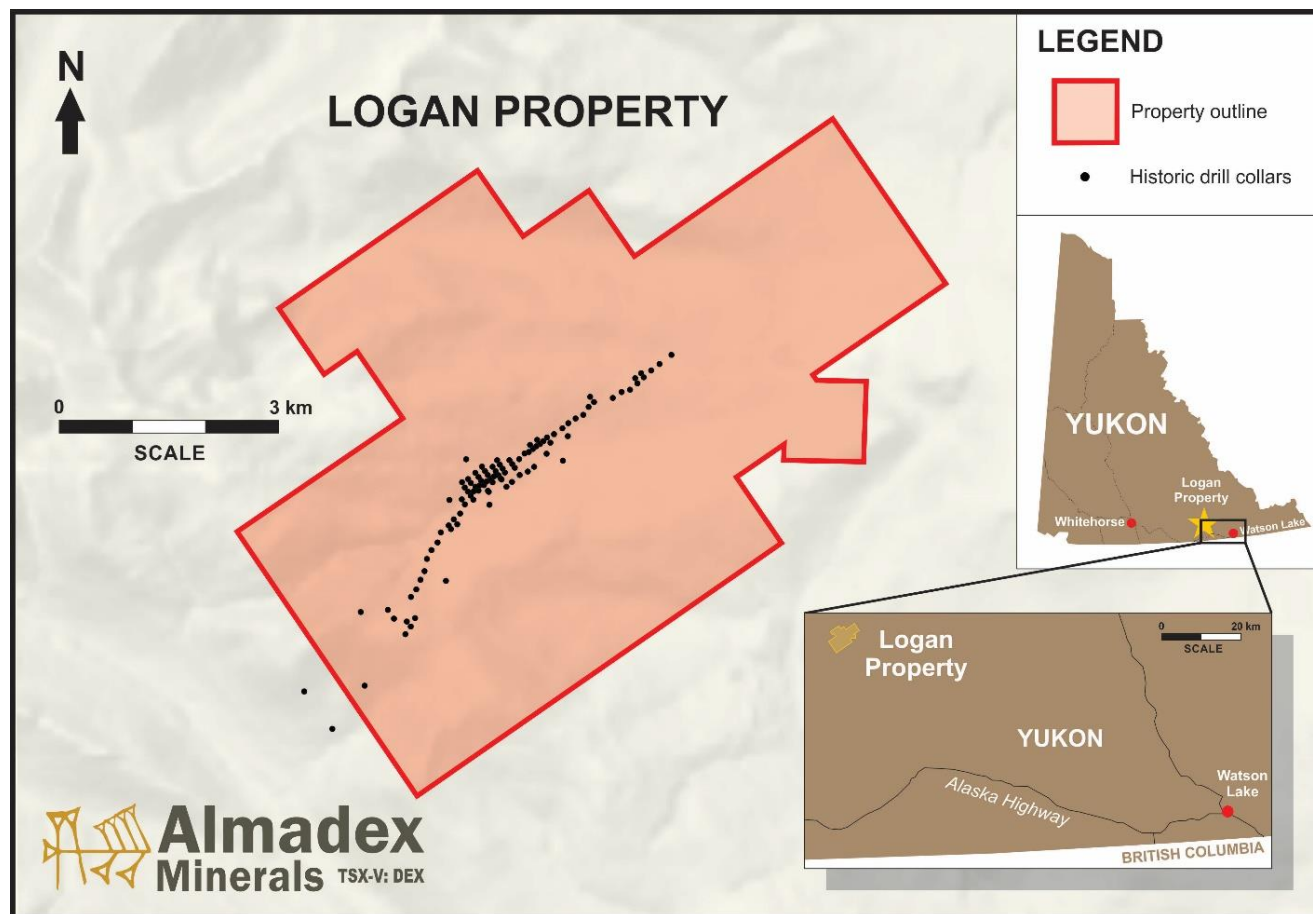 N
LOGAN PROPERTY
0 3 km
SCALE
Almadex
Minerals TSX-V: DEX
LEGEND
Property outline
Historic drill collars
YUKON
Logan
Property
Whitehorse
Watson Lake
Logan
Property
0 20 km
SCALE
YUKON
Alaska Highway
Watson
Lake
BRITISH COLUMBIA